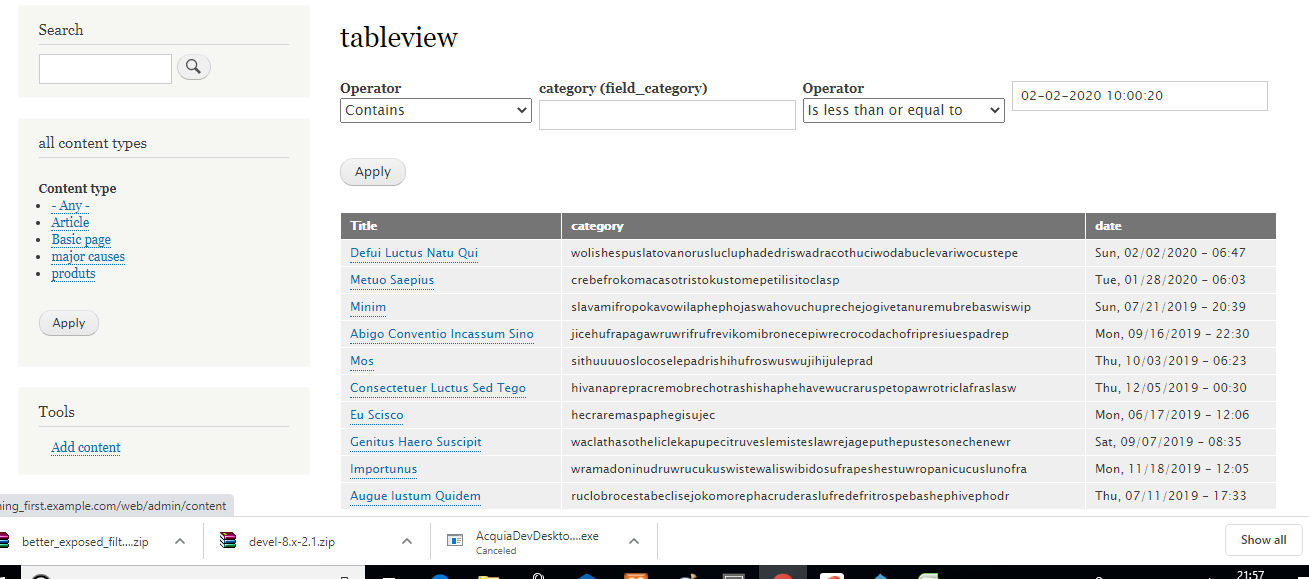 Search
all content types
Content type
- Any -
Article
Basic page
major causes
produts
Apply
Tools
Add content
tableview
Operator category (field_category) Operator
Contains Is less than or equal to 02-02-2020 10:00:20
Apply
Title category date
Defui Luctus Natu Qui wolishespuslatovanorusluclupha­dedriswadracothuciwodabuclevariwocustepe Sun, 02/02/2020 - 06:47
Metuo Saepius crebefrokomacasotristokustomepetilisitoclasp Tue, 01/28/2020 - 06:03
Minim slavamifropokavowilaphephojaswahovuchuprechejogivetanuremubrebaswiswip Sun, 07/21/2019 - 20:39
Abigo Conventio Incassum Sino jicehufrapagawruwrifrufrevikomibronecepiwrecrocodachofripresiuespadrep Mon, 09/16/2019 - 22:30
Mos sithuuuuosloco­selepadrishihufroswuswujihijuleprad Thu, 10/03/2019 - 06:23
Consectetuer Luctus Sed Tego hivanaprepracremobrechotrashishaphehavewucraruspetopawrotriclafraslasw Thu, 12/05/2019 - 00:30
Eu Scisco hecraremaspaphegisujec Mon, 06/17/2019 - 12:06
Genitus Haero Suscipit waclathasotheliclekapupecitruveslemisteslawrejageputhepustesonechenewr Sat, 09/07/2019 - 08:35
Importunus wramadoninudruwrucukuswistewaliswibidosufrapeshestuwropanicucuslunofra Mon, 11/18/2019 - 12:05
Augue Iustum Quidem ruclobrocestabeclisejokomorephacruderaslufredefritrospebashephivephodr Thu, 07/11/2019 - 17:33
ning_first.example.com/web/admin/content
better_exposed_filt....zip devel-8.x-2.1.zip AcquiaDevDeskto....exe Show all
Canceled
21:57